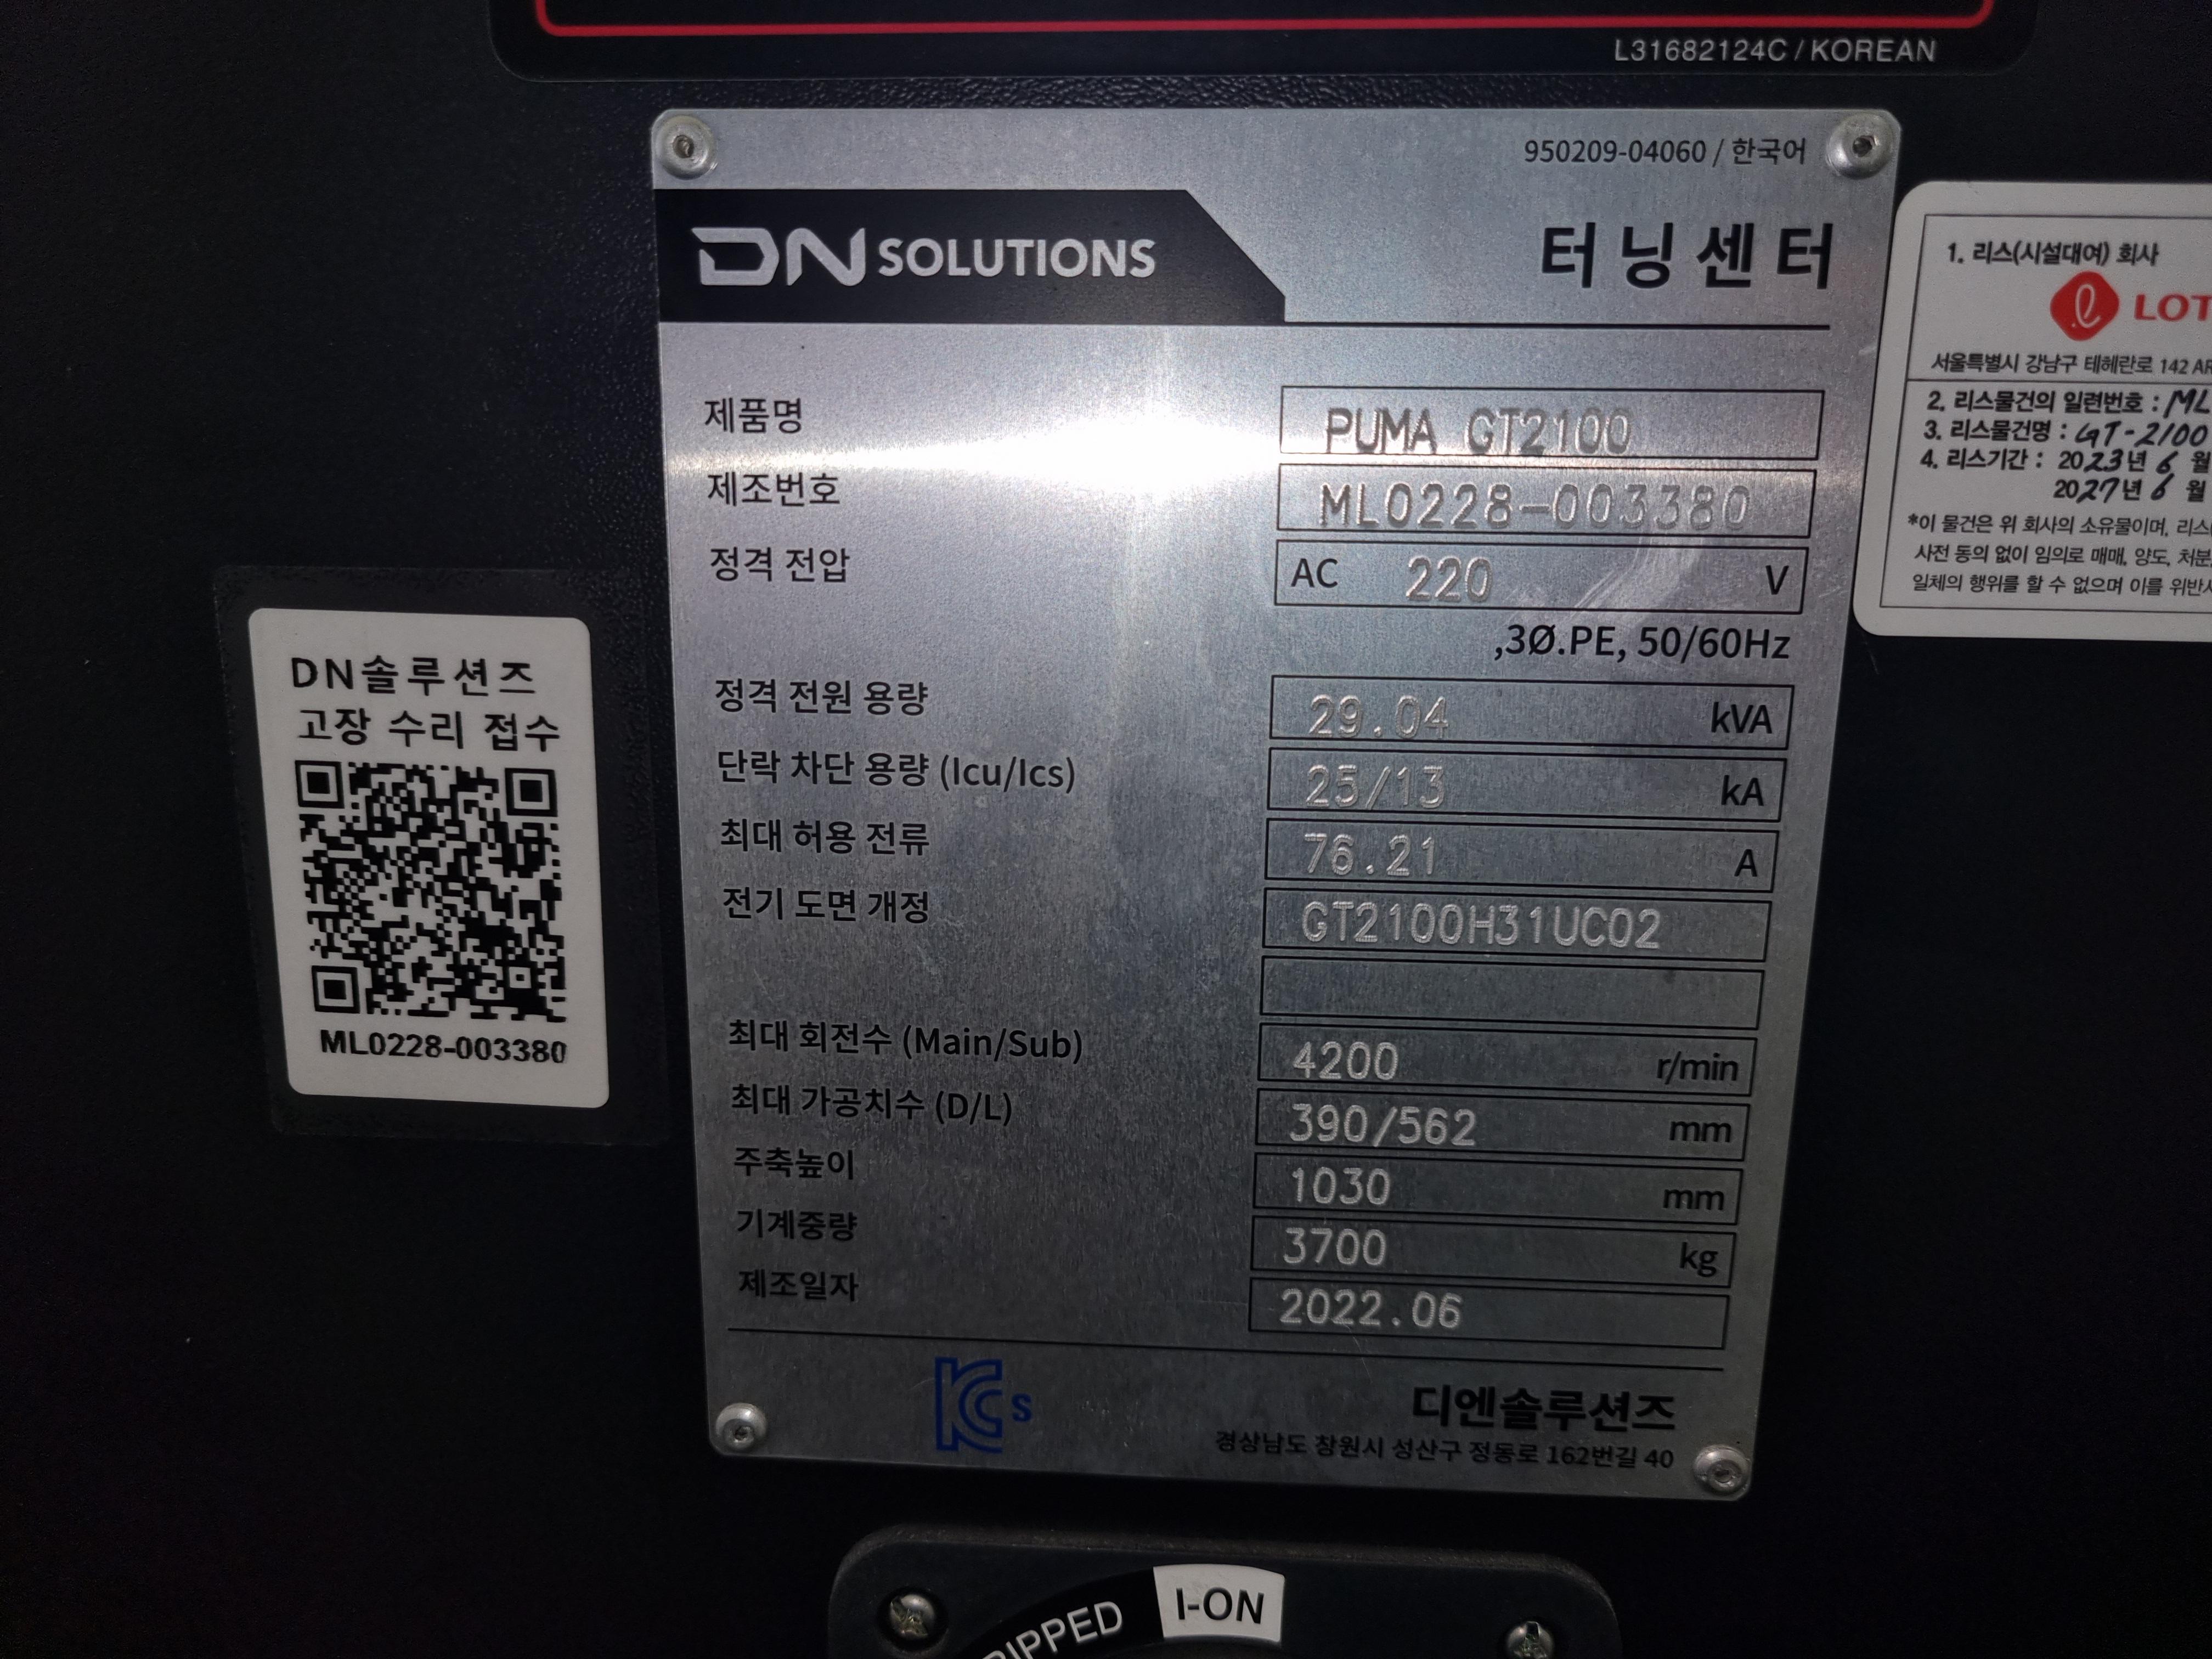 L31682124C / KOREAN
950209-04060 / 한국어
DN SOLUTIONS
터닝센터
제품명 PUMA GT2100
제조번호 ML0228-003380
정격 전압 AC 220 V
,3Ø.PE, 50/60Hz
정격 전원 용량 29.04 kVA
단락 차단 용량 (Icu/Ics) 25/13 kA
최대 허용 전류 76.21 A
전기 도면 개정 GT2100H31UC02
최대 회전수 (Main/Sub) 4200 r/min
최대 가공치수 (D/L) 390/562 mm
주축높이 1030 mm
기계중량 3700 kg
제조일자 2022.06
KCs
디엔솔루션즈
경상남도 창원시 성산구 정동로 162번길 40
DN솔루션즈
고장 수리 접수
ML0228-003380
1. 리스(시설대여) 회사
LOT
서울특별시 강남구 테헤란로 142 AR
2. 리스물건의 일련번호 : ML
3. 리스물건명 : GT-2100
4. 리스기간 : 2023년 6 월
2027년 6 월
*이 물건은 위 회사의 소유물이며, 리스
사전 동의 없이 임의로 매매, 양도, 처분,
일체의 행위를 할 수 없으며 이를 위반시
RIPPED
I-ON